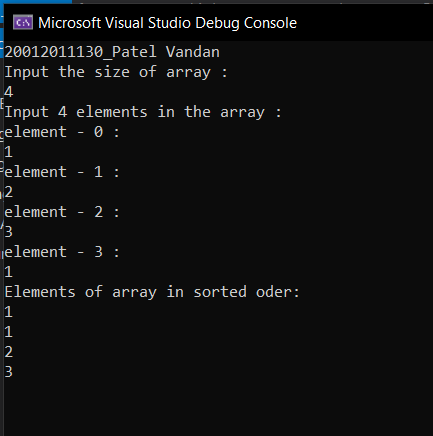 Microsoft Visual Studio Debug Console
20012011130_Patel Vandan
Input the size of array :
4
Input 4 elements in the array :
element - 0 :
1
element - 1 :
2
element - 2 :
3
element - 3 :
1
Elements of array in sorted oder:
1
1
2
3